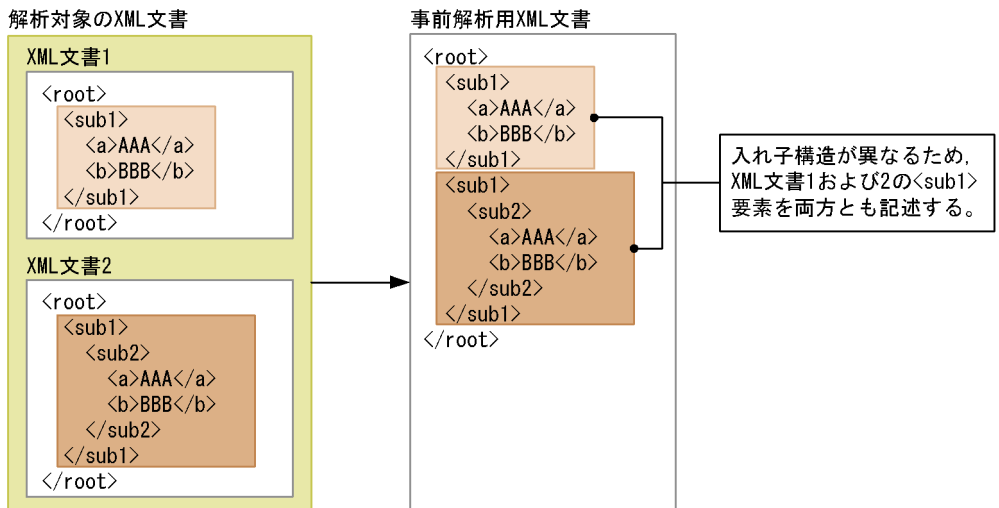 解析対象のXML文書
XML文書1
<root>
<sub1>
<a>AAA</a>
<b>BBB</b>
</sub1>
</root>
XML文書2
<root>
<sub1>
<sub2>
<a>AAA</a>
<b>BBB</b>
</sub2>
</sub1>
</root>
事前解析用XML文書
<root>
<sub1>
<a>AAA</a>
<b>BBB</b>
</sub1>
<sub1>
<sub2>
<a>AAA</a>
<b>BBB</b>
</sub2>
</sub1>
</root>
入れ子構造が異なるため，
XML文書1および2の<sub1>
要素を両方とも記述する。